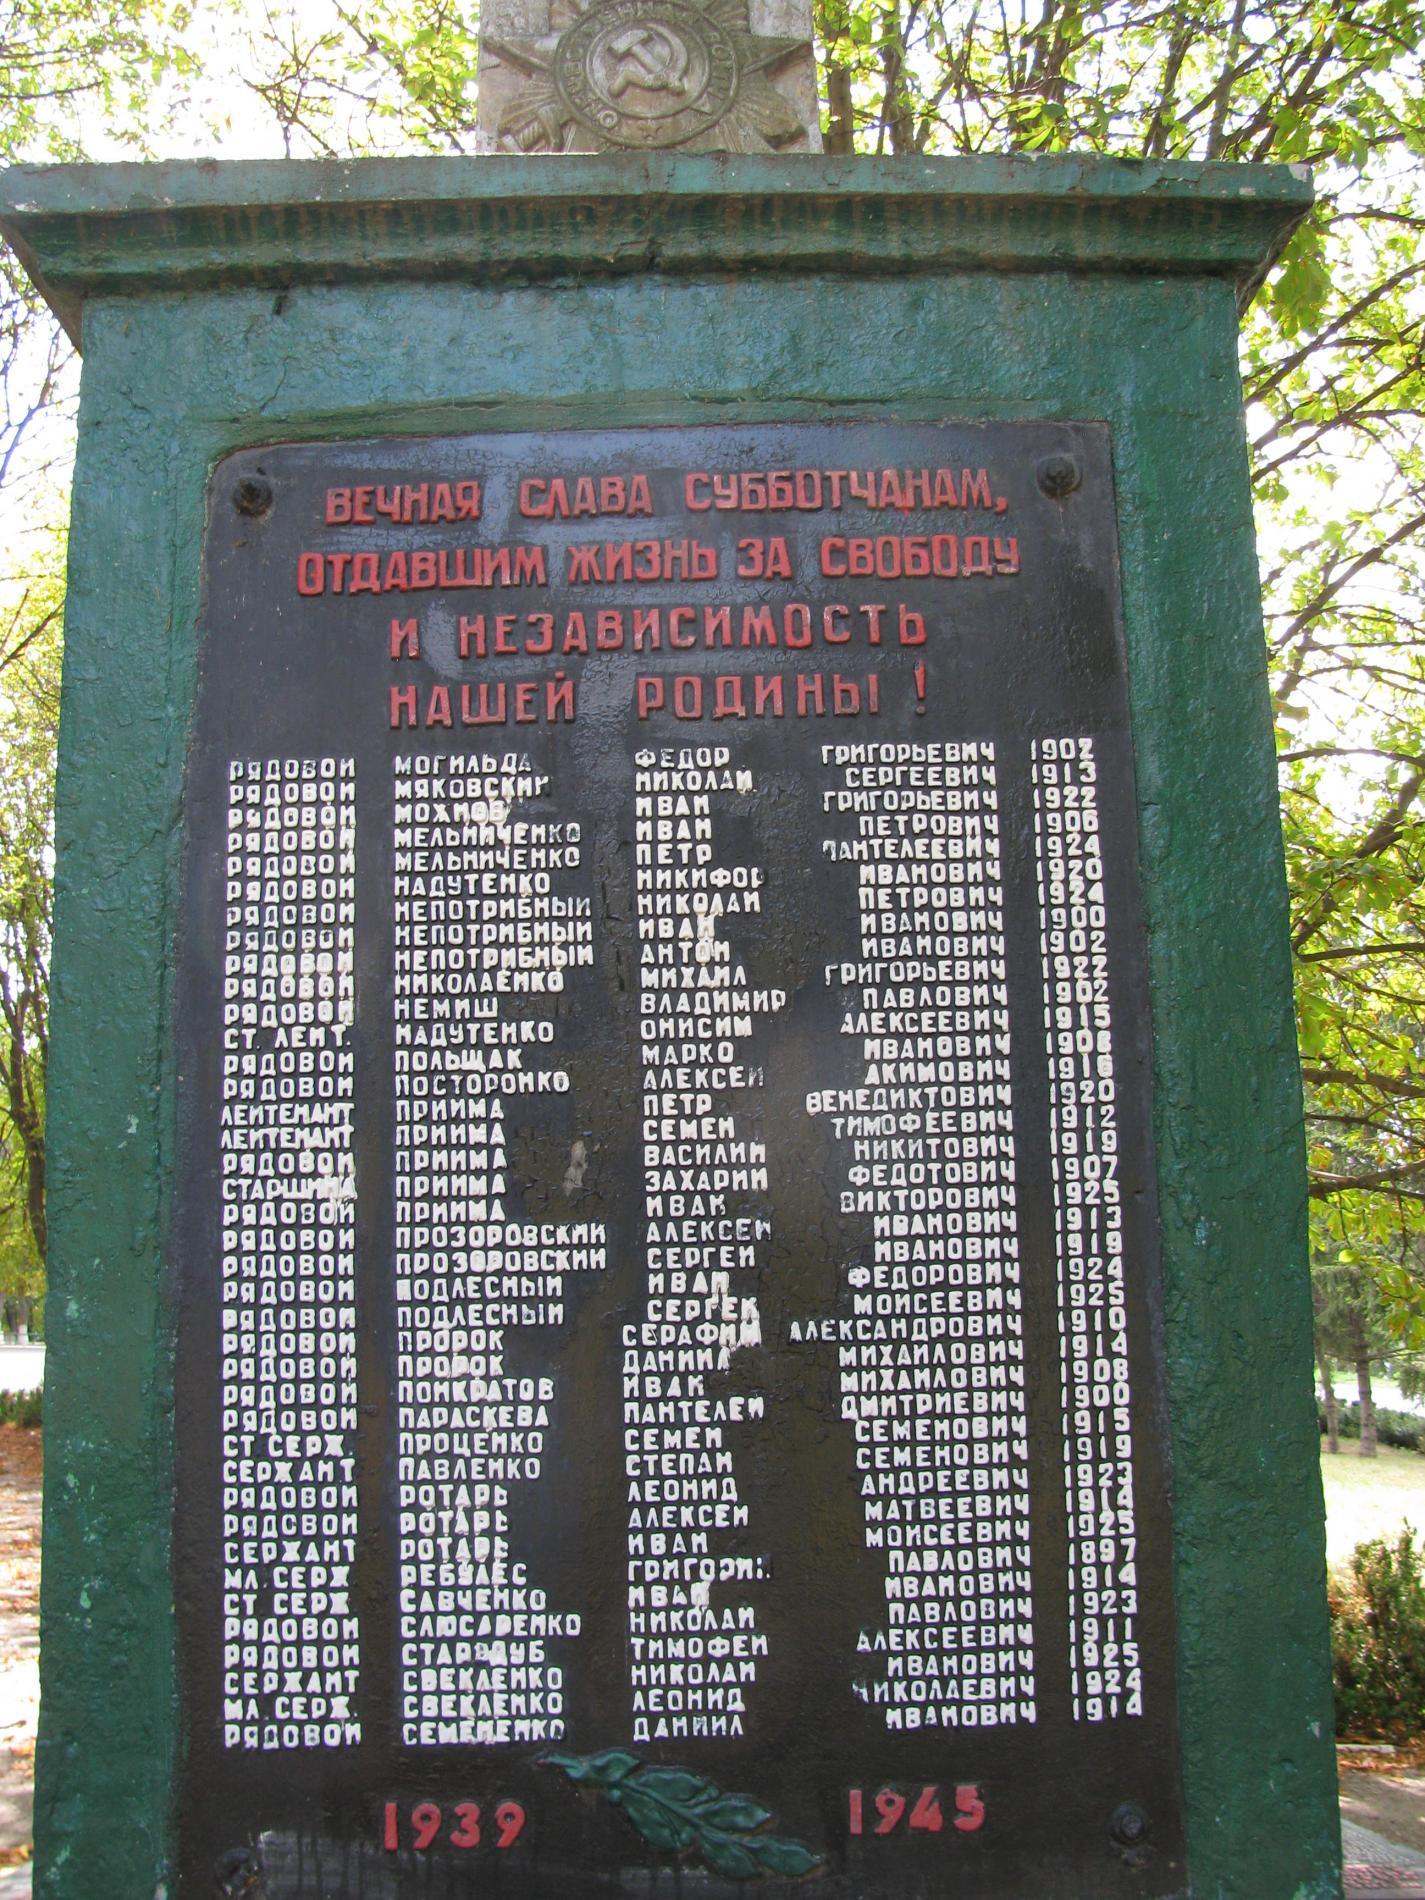 ОТЕЧЕСТВЕННАЯ ВОЙНА
ВЕЧНАЯ СЛАВА СУББОТЧАНАМ,
ОТДАВШИМ ЖИЗНЬ ЗА СВОБОДУ
И НЕЗАВИСИМОСТЬ
НАШЕЙ РОДИНЫ!
РЯДОВОЙ МОГИЛЬДА ФЕДОР ГРИГОРЬЕВИЧ 1902
РЯДОВОЙ МЯКОВСКИЙ НИКОЛАЙ СЕРГЕЕВИЧ 1913
РЯДОВОЙ ИВАН ГРИГОРЬЕВИЧ 1922
РЯДОВОЙ МЕЛЬНИЧЕНКО ИВАН ПЕТРОВИЧ 1906
РЯДОВОЙ МЕЛЬНИЧЕНКО ПЕТР ПАНТЕЛЕЕВИЧ 1924
РЯДОВОЙ НАДУТЕНКО НИКИФОР ИВАНОВИЧ 1920
РЯДОВОЙ НЕПОТРИБНЫЙ НИКОЛАЙ ПЕТРОВИЧ 1924
РЯДОВОЙ НЕПОТРИБНЫЙ ИВАН ИВАНОВИЧ 1900
РЯДОВОЙ НЕПОТРИБНЫЙ АНТОН ИВАНОВИЧ 1902
РЯДОВОЙ НИКОЛАЕНКО МИХАИЛ ГРИГОРЬЕВИЧ 1922
РЯДОВОЙ НЕМИШ ВЛАДИМИР ПАВЛОВИЧ 1902
СТ. ЛЕЙТ. НАДУТЕНКО ОНИСИМ АЛЕКСЕЕВИЧ 1915
РЯДОВОЙ ПОЛЬЩАК МАРКО ИВАНОВИЧ 1908
РЯДОВОЙ ПОСТОРОНКО АЛЕКСЕЙ АКИМОВИЧ 1916
ЛЕЙТЕНАНТ ПРИЙМА ПЕТР ВЕНЕДИКТОВИЧ 1920
ЛЕЙТЕНАНТ ПРИЙМА СЕМЕН ТИМОФЕЕВИЧ 1912
РЯДОВОЙ ПРИЙМА ВАСИЛИЙ НИКИТОВИЧ 1919
СТАРШИНА ПРИЙМА ЗАХАРИЙ ФЕДОТОВИЧ 1907
РЯДОВОЙ ПРИЙМА ИВАН ВИКТОРОВИЧ 1925
РЯДОВОЙ ПРОЗОРОВСКИЙ АЛЕКСЕЙ ИВАНОВИЧ 1913
РЯДОВОЙ ПРОЗОРОВСКИЙ СЕРГЕЙ ИВАНОВИЧ 1919
РЯДОВОЙ ПОДЛЕСНЫЙ ИВАН ФЕДОРОВИЧ 1924
РЯДОВОЙ ПОДЛЕСНЫЙ СЕРГЕЙ МОИСЕЕВИЧ 1925
РЯДОВОЙ ПРОРОК СЕРАФИМ АЛЕКСАНДРОВИЧ 1910
РЯДОВОЙ ПРОРОК ДАНИИЛ МИХАЙЛОВИЧ 1914
РЯДОВОЙ ПОНКРАТОВ ИВАН МИХАЙЛОВИЧ 1908
РЯДОВОЙ ПАРАСКЕВА ПАНТЕЛЕЙ ДМИТРИЕВИЧ 1900
СТ. СЕРЖ. ПРОЦЕНКО СЕМЕН СЕМЕНОВИЧ 1915
СЕРЖАНТ ПАВЛЕНКО СТЕПАН СЕМЕНОВИЧ 1919
РЯДОВОЙ РОТАРЬ ЛЕОНИД АНДРЕЕВИЧ 1923
РЯДОВОЙ РОТАРЬ АЛЕКСЕЙ МАТВЕЕВИЧ 1914
СЕРЖАНТ РОТАРЬ ИВАН МОИСЕЕВИЧ 1925
МЛ. СЕРЖ РЕБУЛЕС ГРИГОРИЙ ПАВЛОВИЧ 1897
СТ СЕРЖ САВЧЕНКО ИВАН ИВАНОВИЧ 1914
РЯДОВОЙ СЛЮСАРЕНКО НИКОЛАЙ ПАВЛОВИЧ 1923
РЯДОВОЙ СТАРОДУБ ТИМОФЕЙ АЛЕКСЕЕВИЧ 1911
СЕРЖАНТ СВЕКЛЕНКО НИКОЛАЙ ИВАНОВИЧ 1925
МЛ. СЕРЖ. СВЕКЛЕНКО ЛЕОНИД НИКОЛАЕВИЧ 1924
РЯДОВОЙ СЕМЕНЕНКО ДАНИИЛ ИВАНОВИЧ 1914
1939 1945